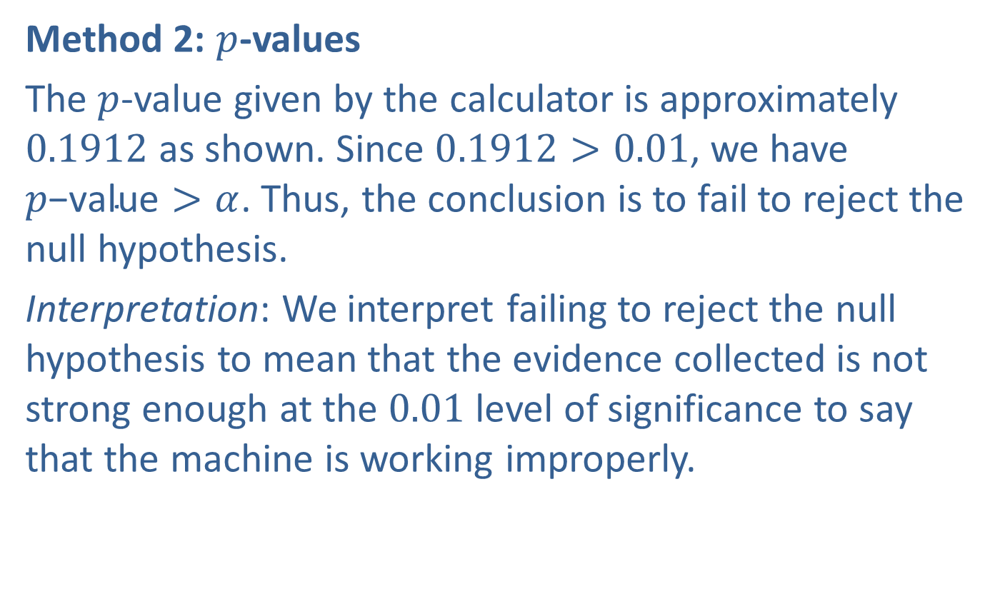 Method 2: p-values
The p-value given by the calculator is approximately
0.1912 as shown. Since 0.1912 > 0.01, we have
p−value > α. Thus, the conclusion is to fail to reject the
null hypothesis.
Interpretation: We interpret failing to reject the null
hypothesis to mean that the evidence collected is not
strong enough at the 0.01 level of significance to say
that the machine is working improperly.